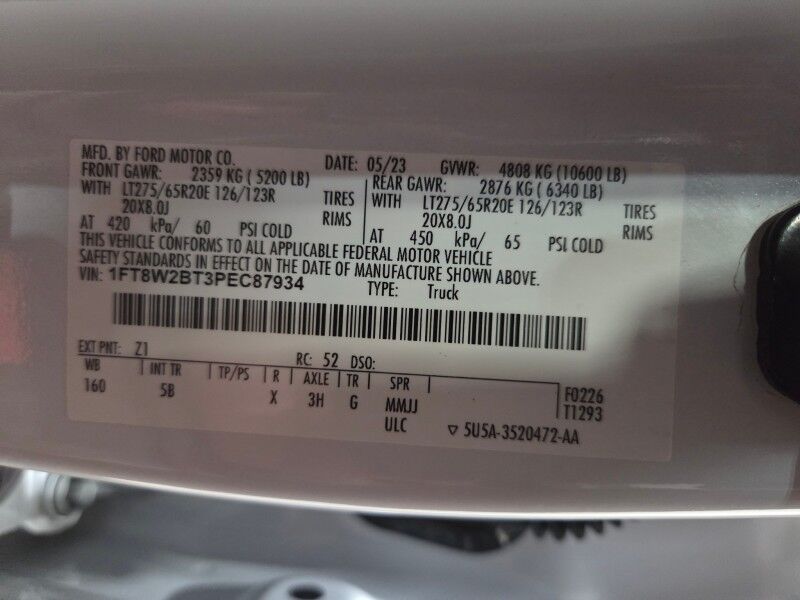 MFD. BY FORD MOTOR CO. DATE: 05/23 GVWR: 4808 KG (10600 LB)
FRONT GAWR: 2359 KG ( 5200 LB) REAR GAWR: 2876 KG ( 6340 LB)
WITH LT275/65R20E 126/123R TIRES WITH LT275/65R20E 126/123R TIRES
20X8.0J RIMS 20X8.0J RIMS
AT 420 kPa/ 60 PSI COLD AT 450 kPa/ 65 PSI COLD
THIS VEHICLE CONFORMS TO ALL APPLICABLE FEDERAL MOTOR VEHICLE
SAFETY STANDARDS IN EFFECT ON THE DATE OF MANUFACTURE SHOWN ABOVE.
VIN: 1FT8W2BT3PEC87934 TYPE: Truck
EXT PNT: Z1 RC: 52 DSO:
WB INT TR TP/PS R AXLE TR SPR F0226
160 5B X 3H G MMJJ T1293
ULC ▽ 5U5A-3520472-AA